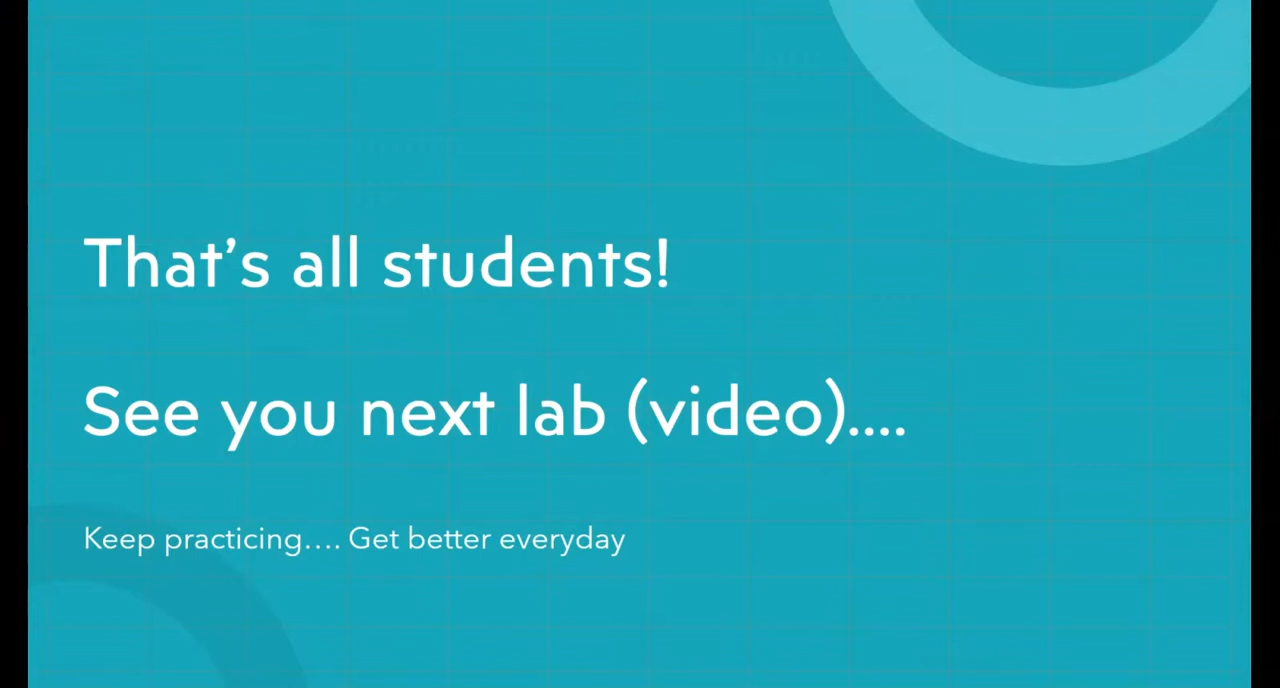 That’s all students!
See you next lab (video)....
Keep practicing.... Get better everyday